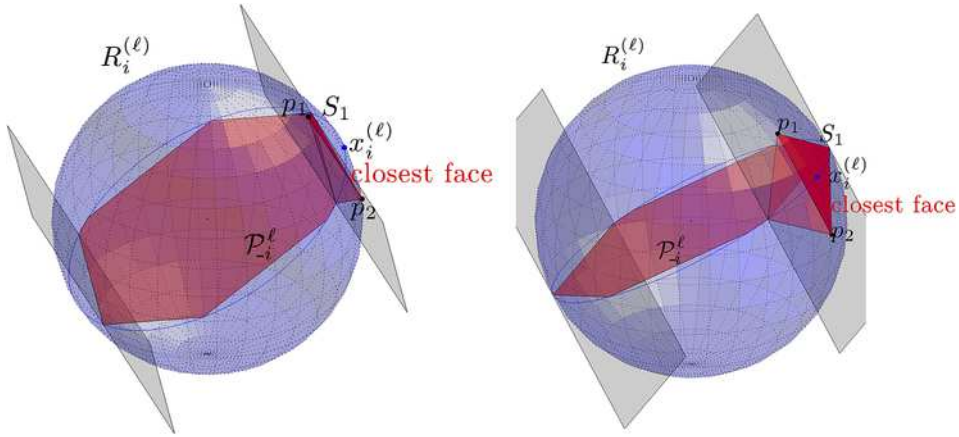 R_i^{(ℓ)}
p_1 S_1
x_i^{(ℓ)}
closest face
p_2
𝒫_{-i}^ℓ
R_i^{(ℓ)}
p_1
S_1
x_i^{(ℓ)}
closest face
p_2
𝒫_{-i}^ℓ